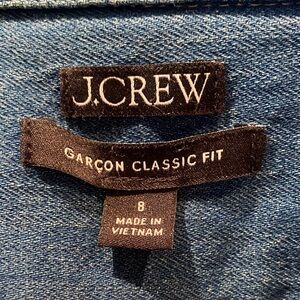 J.CREW
GARÇON CLASSIC FIT
8
MADE IN
VIETNAM